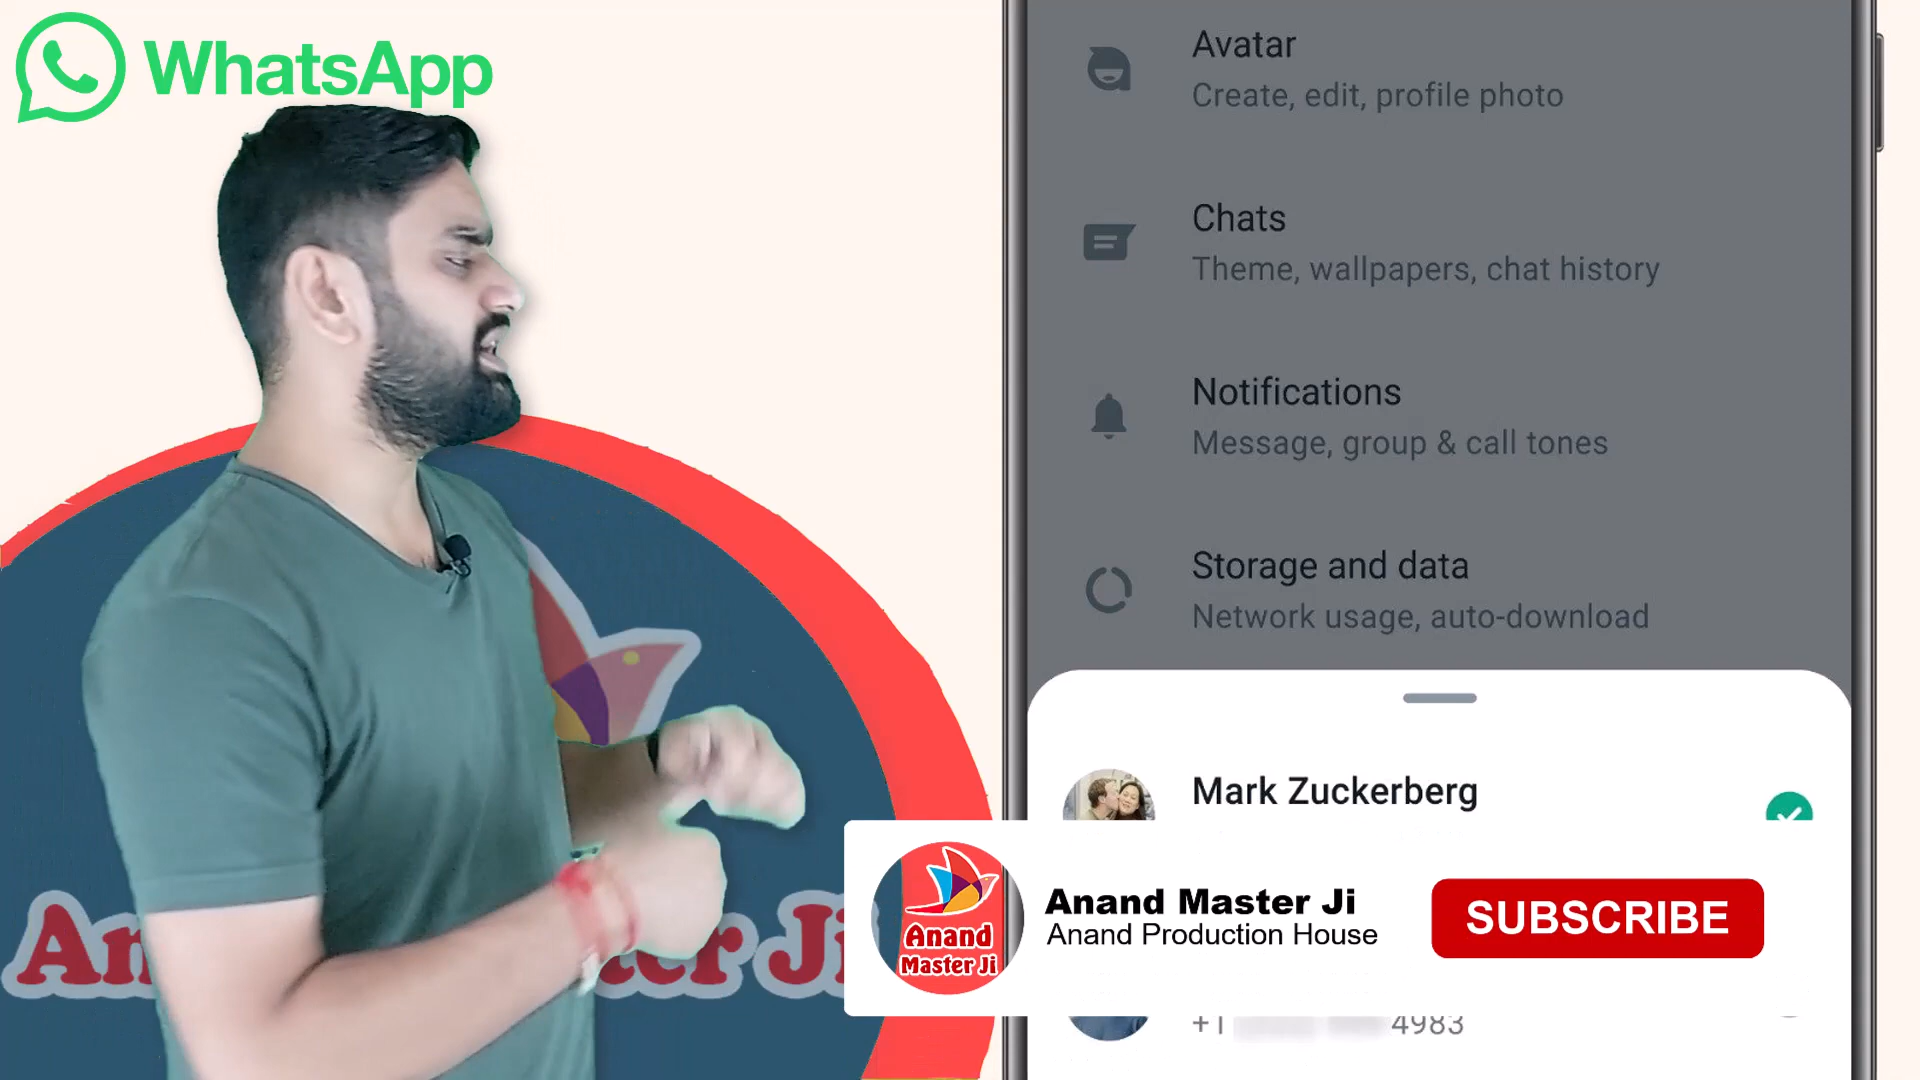 WhatsApp
Avatar
Create, edit, profile photo
Chats
Theme, wallpapers, chat history
Notifications
Message, group & call tones
Storage and data
Network usage, auto-download
Mark Zuckerberg
Anand Master Ji
Anand Production House
SUBSCRIBE
Anand
Master Ji
+1 4983